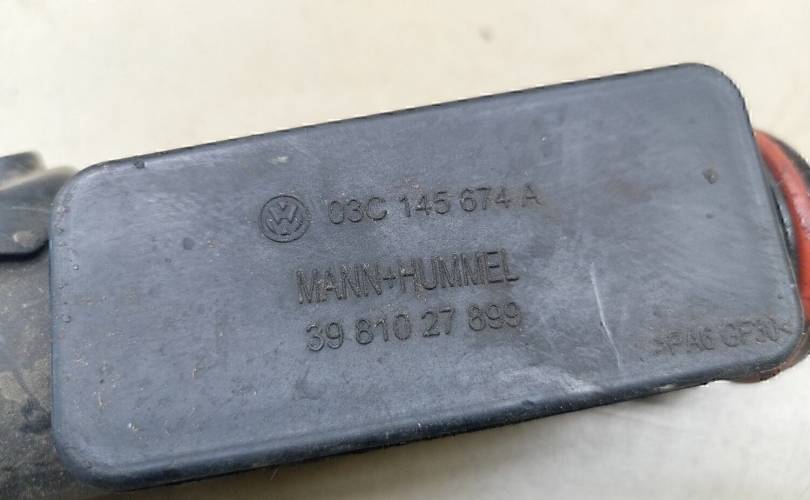 03C 145 674 A
MANN+HUMMEL
39 810 27 899
>PA6 GF30<